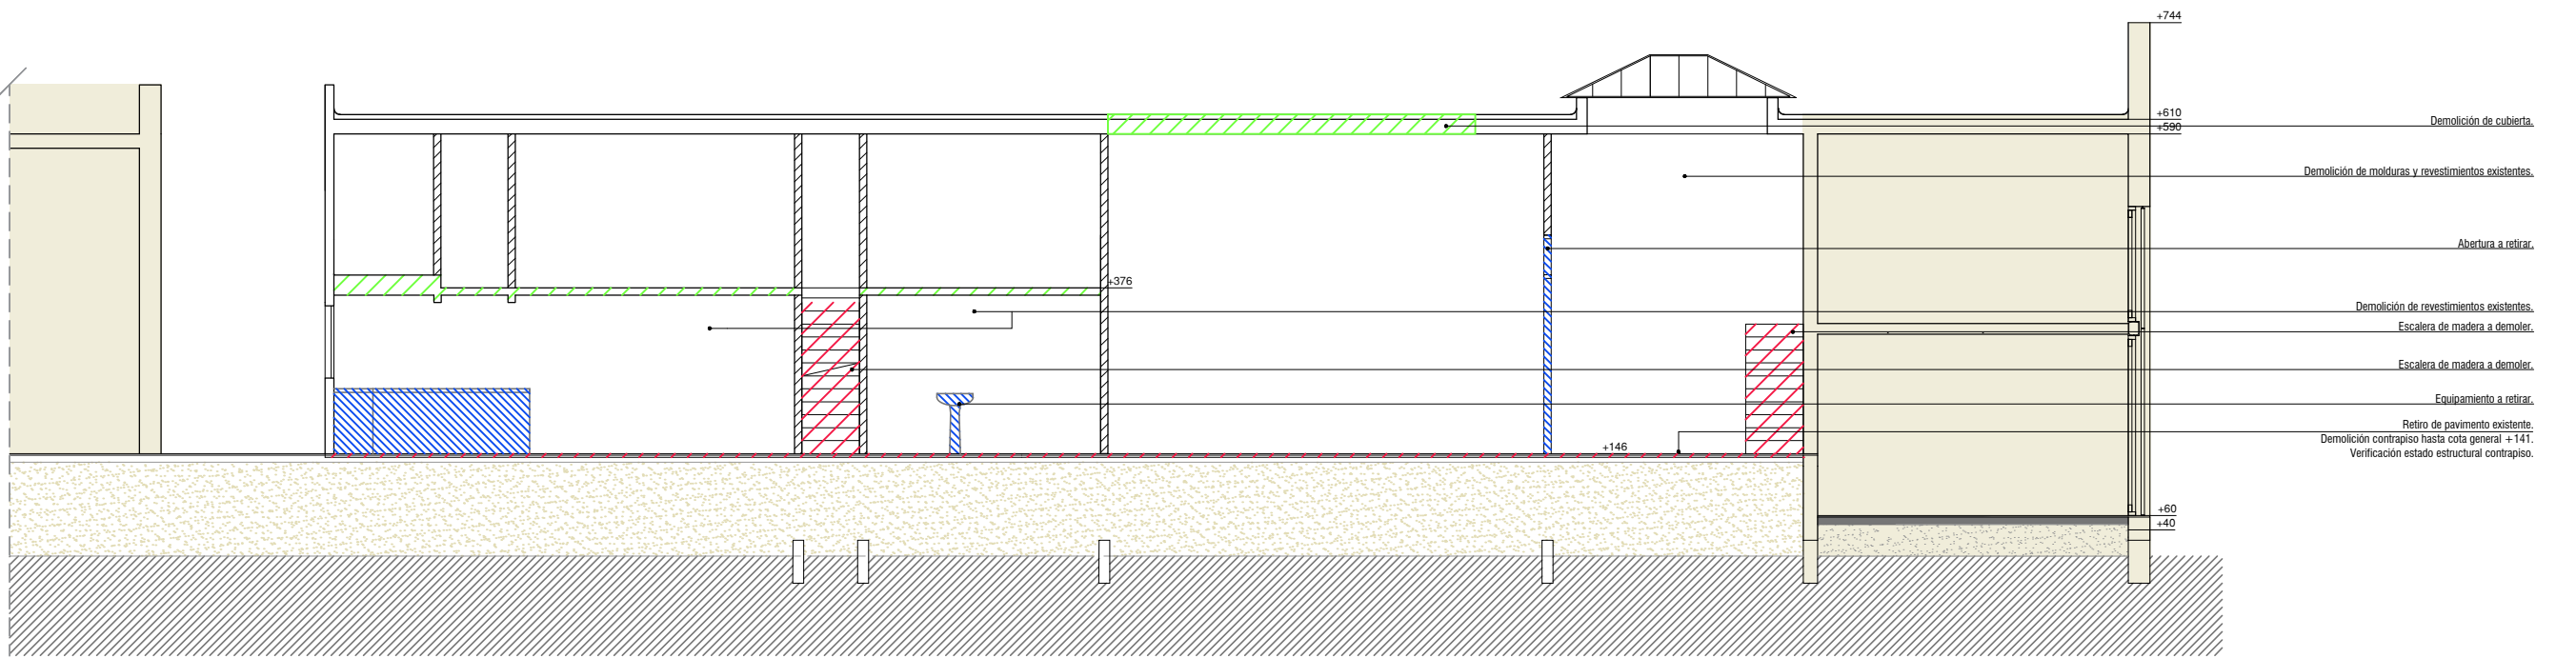 +744
+610
Demolición de cubierta.
+590
Demolición de molduras y revestimientos existentes.
Abertura a retirar.
+376
Demolición de revestimientos existentes.
Escalera de madera a demoler.
Escalera de madera a demoler.
Equipamiento a retirar.
Retiro de pavimento existente.
Demolición contrapiso hasta cota general +141.
Verificación estado estructural contrapiso.
+146
+60
+40